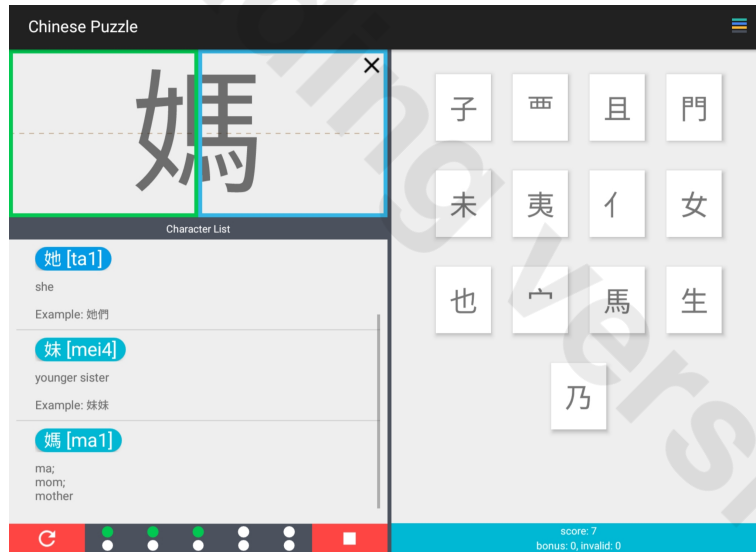 Chinese Puzzle
媽
Character List
她 [ta1]
she
Example: 她們
妹 [mei4]
younger sister
Example: 妹妹
媽 [ma1]
ma;
mom;
mother
子 覀 且 門
未 夷 亻 女
也 宀 馬 生
乃
score: 7
bonus: 0, invalid: 0
ding versi